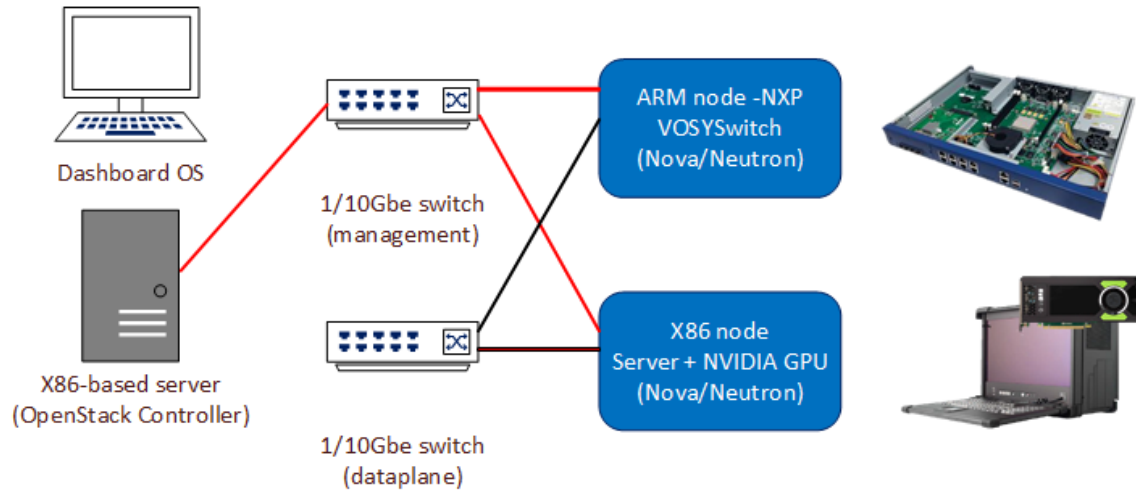 Dashboard OS
X86-based server
(OpenStack Controller)
1/10Gbe switch
(management)
1/10Gbe switch
(dataplane)
ARM node -NXP
VOSYSwitch
(Nova/Neutron)
X86 node
Server + NVIDIA GPU
(Nova/Neutron)